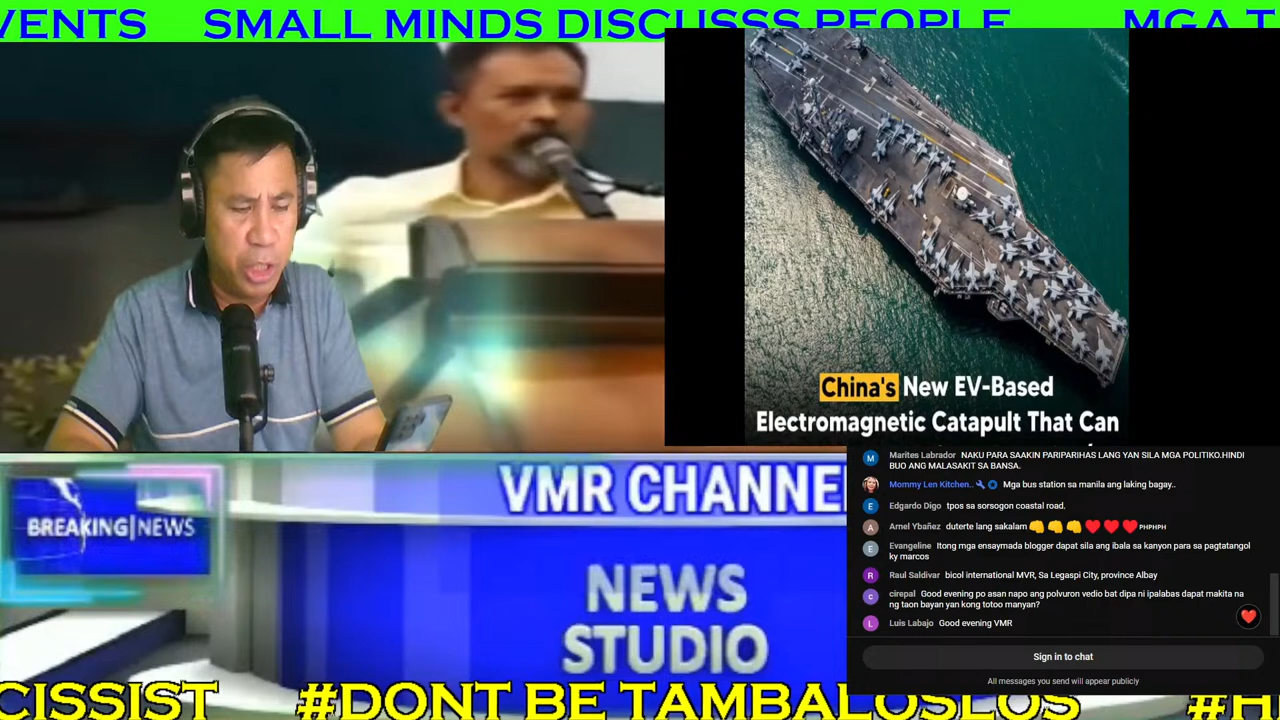 VENTS SMALL MINDS DISCUSSS PEOPLE MGA T
China's New EV-Based
Electromagnetic Catapult That Can
Marites Labrador NAKU PARA SAAKIN PARIPARIHAS LANG YAN SILA MGA POLITIKO.HINDI
BUO ANG MALASAKIT SA BANSA.
Mommy Len Kitchen.. Mga bus station sa manila ang laking bagay..
Edgardo Digo tpos sa sorsogon coastal road.
Arnel Ybañez duterte lang sakalam 👊👊👊❤️❤️❤️PHPHPH
Evangeline Itong mga ensaymada blogger dapat sila ang ibala sa kanyon para sa pagtatangol
ky marcos
Raul Saldivar bicol international MVR, Sa Legaspi City, province Albay
cirepal Good evening po asan napo ang polvuron vedio bat dipa ni ipalabas dapat makita na
ng taon bayan yan kong totoo manyan?
Luis Labajo Good evening VMR
Sign in to chat
All messages you send will appear publicly
VMR CHANNE
BREAKING|NEWS
NEWS
STUDIO
CISSIST #DONT BE TAMBALOSLOS #H